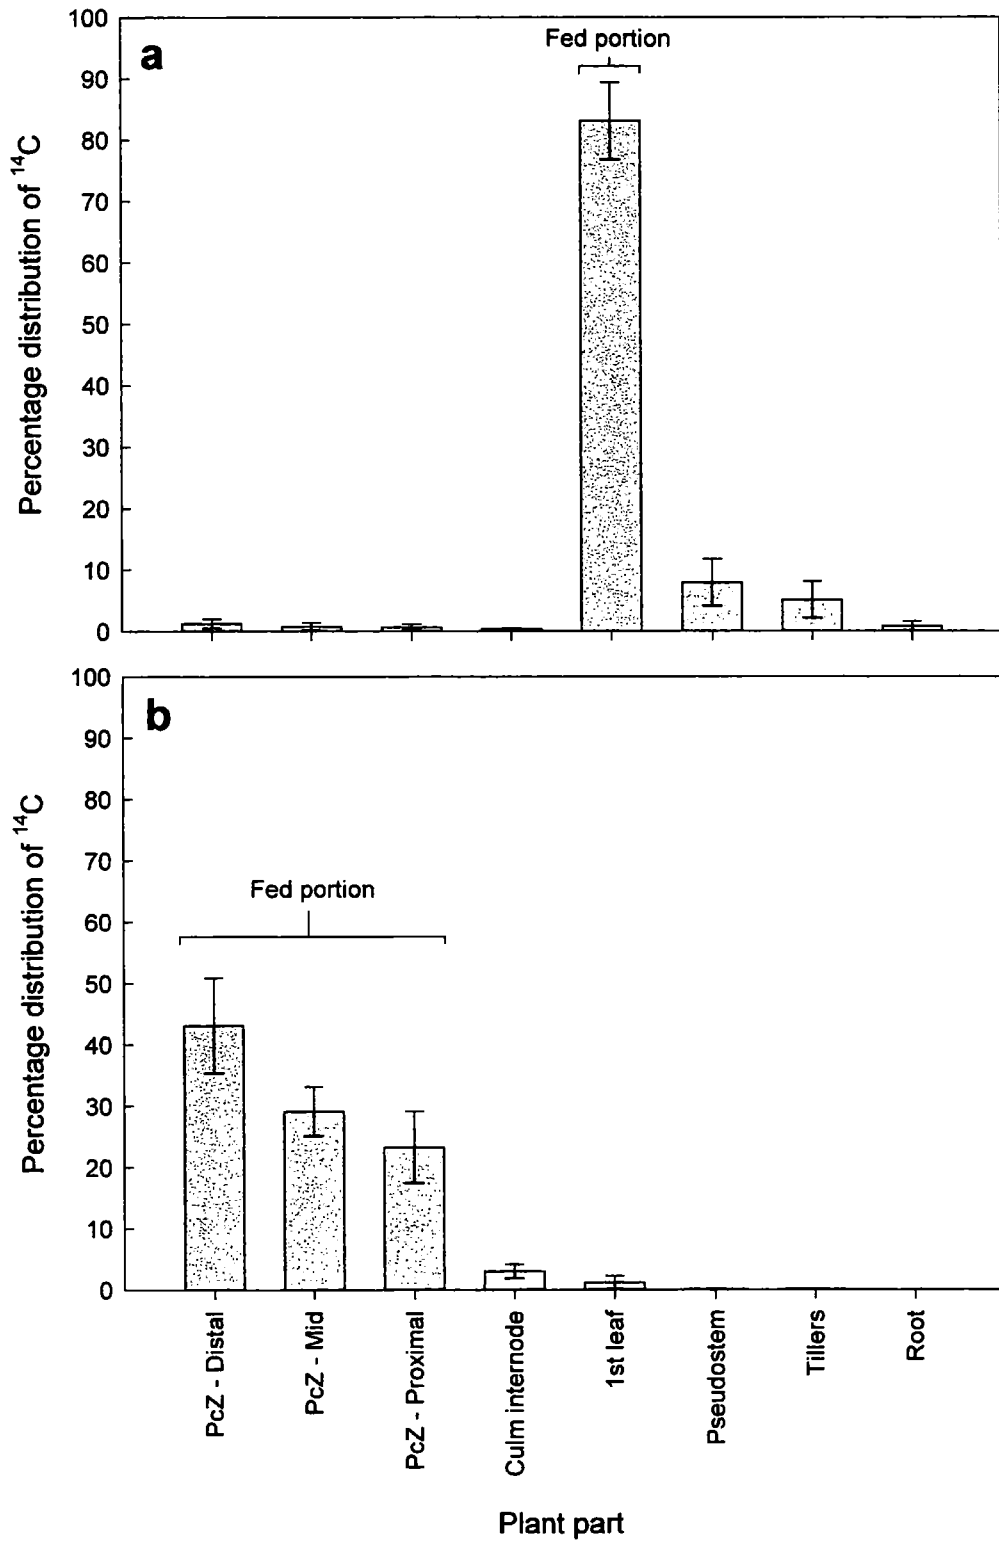 100
90
80
70
60
50
40
30
20
10
0
Percentage distribution of ¹⁴C
a
Fed portion
100
90
80
70
60
50
40
30
20
10
0
Percentage distribution of ¹⁴C
b
Fed portion
PcZ - Distal
PcZ - Mid
PcZ - Proximal
Culm internode
1st leaf
Pseudostem
Tillers
Root
Plant part